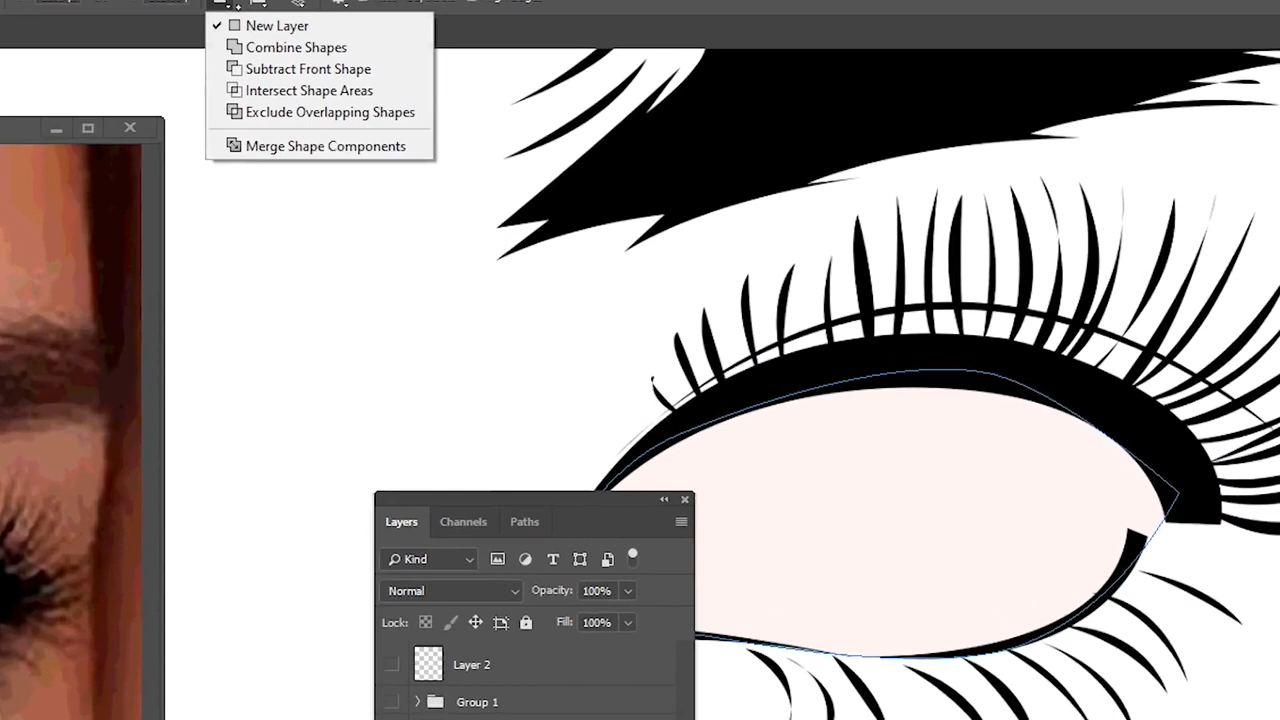 New Layer
Combine Shapes
Subtract Front Shape
Intersect Shape Areas
Exclude Overlapping Shapes
Merge Shape Components
Layers Channels Paths
Kind
Normal Opacity: 100%
Lock: Fill: 100%
Layer 2
Group 1